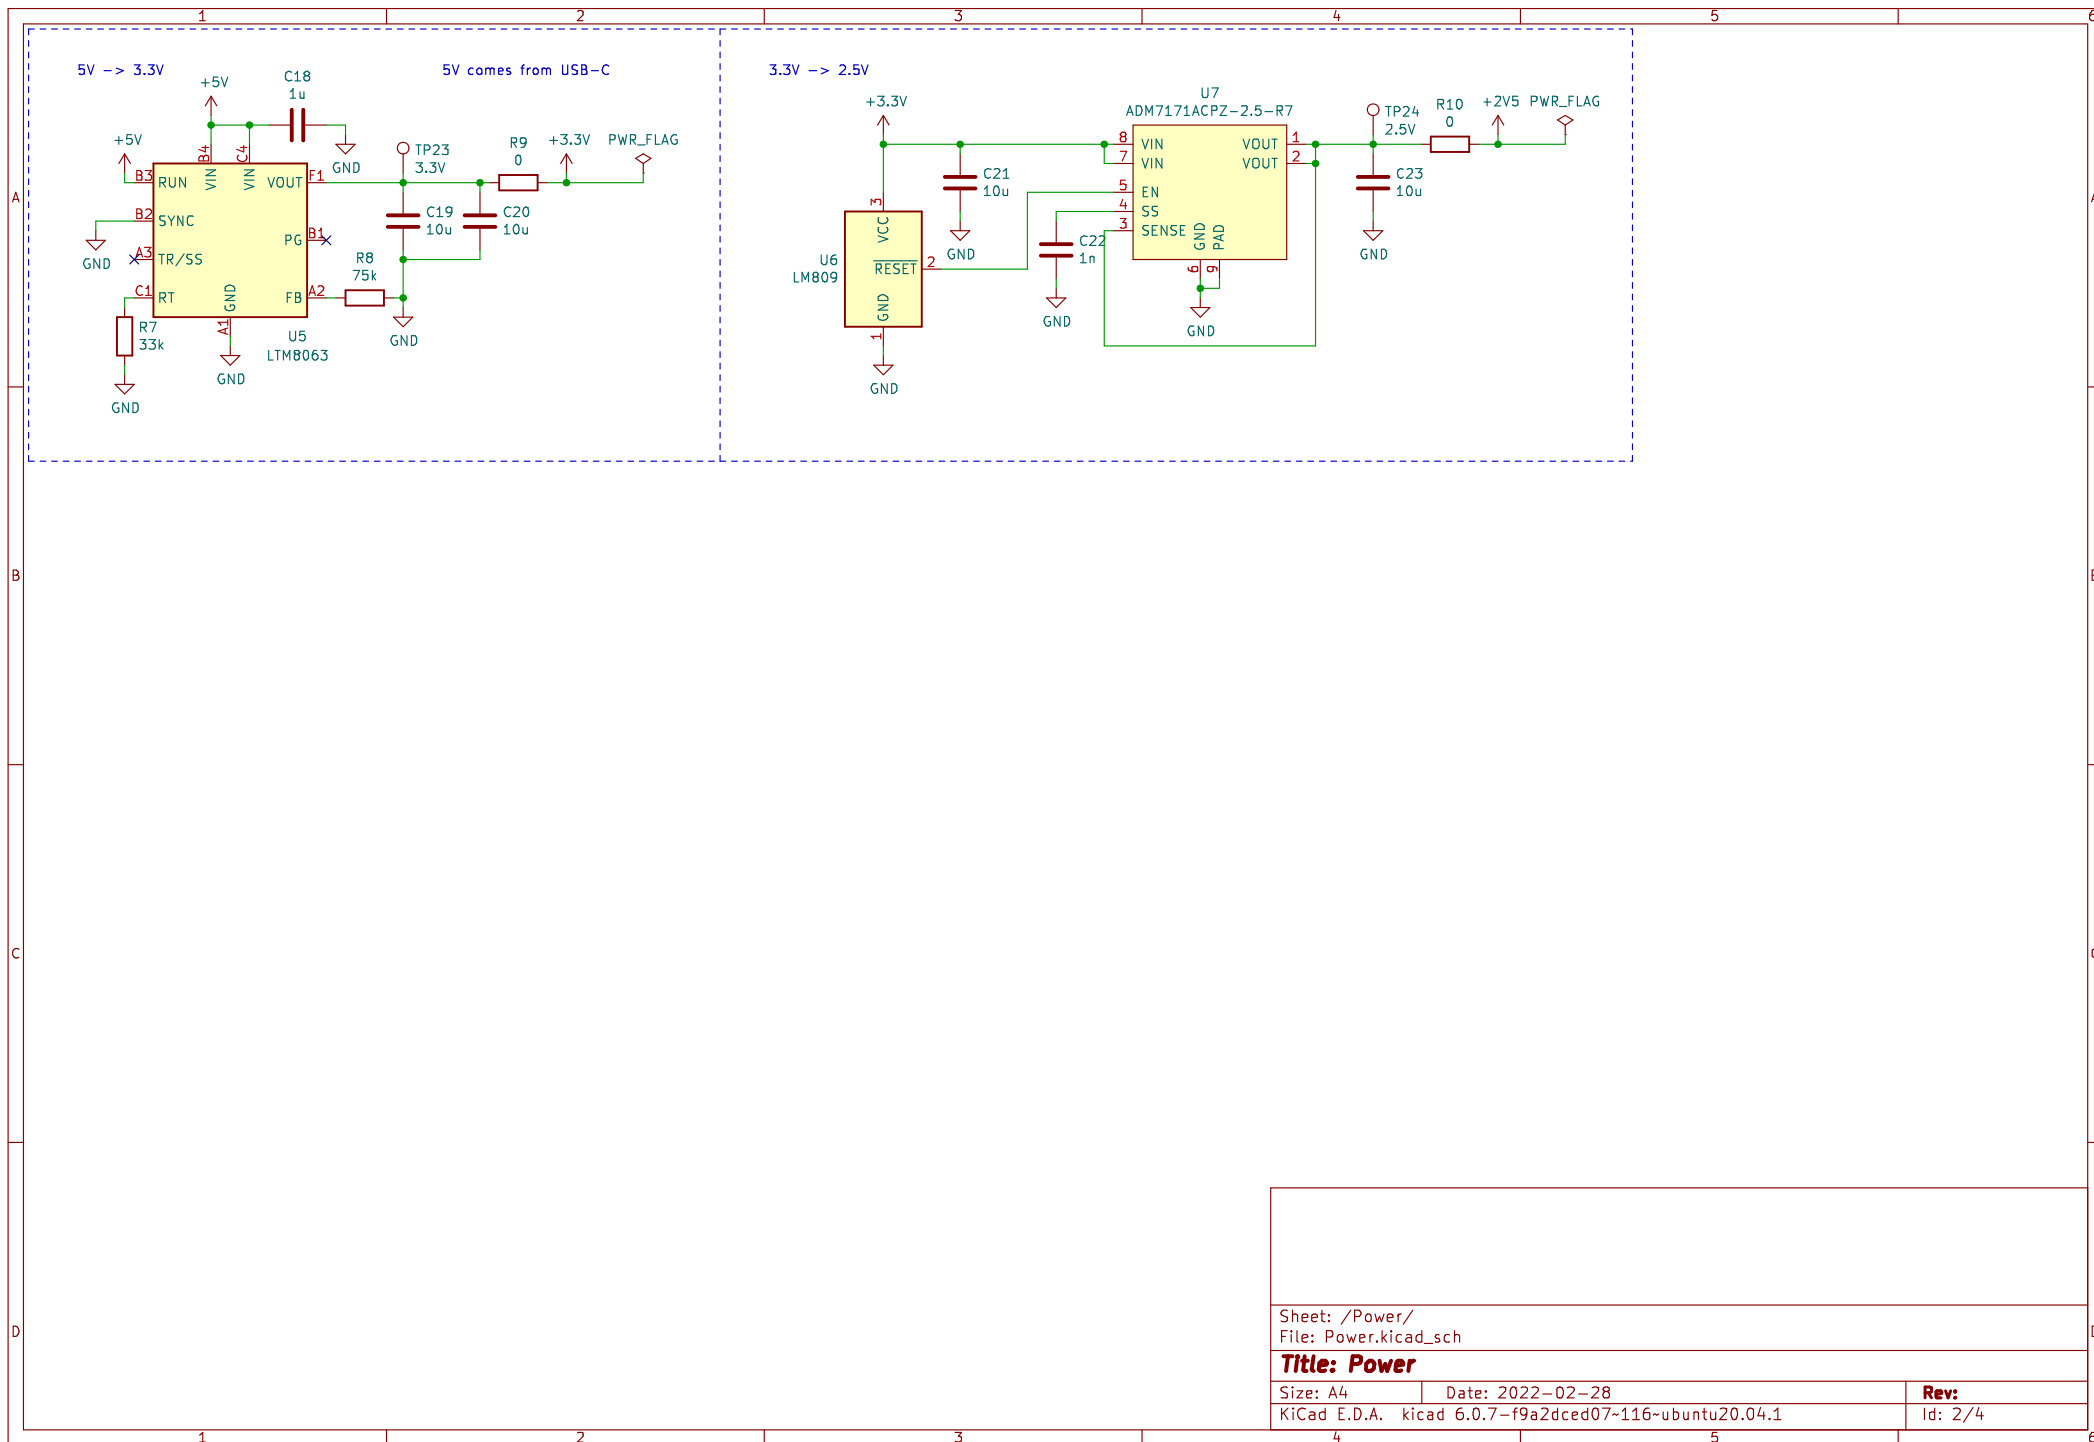 1 2 3 4 5 6
5V -> 3.3V
5V comes from USB-C
+5V
C18
1u
GND
+5V
B4
VIN
C4
VIN
B3 RUN
VOUT F1
B2 SYNC
GND
PG B1
A3 TR/SS
C1 RT
FB A2
GND
A1
GND
R7
33k
GND
U5
LTM8063
R8
75k
GND
TP23
3.3V
C19
10u
C20
10u
R9
0
+3.3V
PWR_FLAG
3.3V -> 2.5V
+3.3V
U6
LM809
3
VCC
RESET 2
GND
1
GND
C21
10u
GND
C22
1n
GND
U7
ADM7171ACPZ-2.5-R7
8 VIN
7 VIN
5 EN
4 SS
3 SENSE
VOUT 1
VOUT 2
GND
PAD
6
9
GND
TP24
2.5V
C23
10u
GND
R10
0
+2V5
PWR_FLAG
A
B
C
D
Sheet: /Power/
File: Power.kicad_sch
Title: Power
Size: A4
Date: 2022-02-28
Rev:
KiCad E.D.A. kicad 6.0.7-f9a2dced07~116~ubuntu20.04.1
Id: 2/4
1 2 3 4 5 6